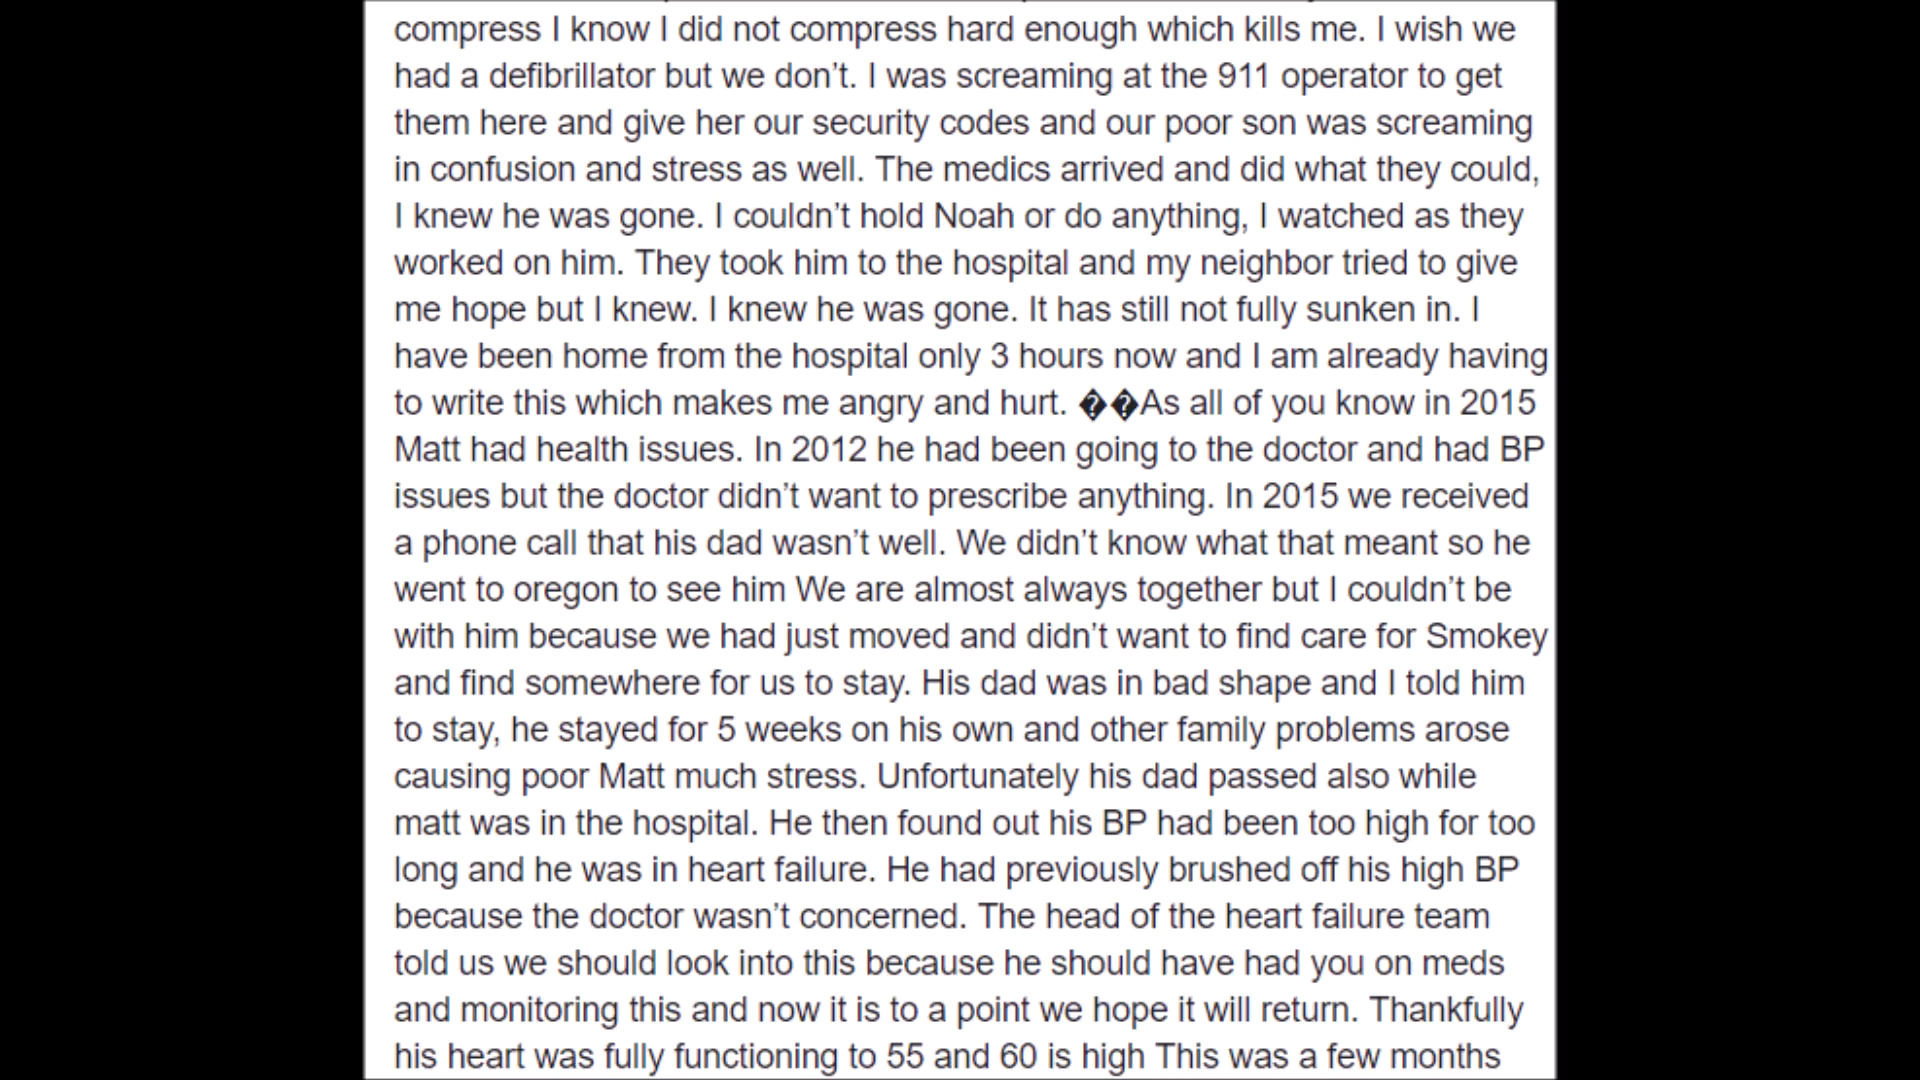 compress I know I did not compress hard enough which kills me. I wish we
had a defibrillator but we don’t. I was screaming at the 911 operator to get
them here and give her our security codes and our poor son was screaming
in confusion and stress as well. The medics arrived and did what they could,
I knew he was gone. I couldn’t hold Noah or do anything, I watched as they
worked on him. They took him to the hospital and my neighbor tried to give
me hope but I knew. I knew he was gone. It has still not fully sunken in. I
have been home from the hospital only 3 hours now and I am already having
to write this which makes me angry and hurt. ��As all of you know in 2015
Matt had health issues. In 2012 he had been going to the doctor and had BP
issues but the doctor didn’t want to prescribe anything. In 2015 we received
a phone call that his dad wasn’t well. We didn’t know what that meant so he
went to oregon to see him We are almost always together but I couldn’t be
with him because we had just moved and didn’t want to find care for Smokey
and find somewhere for us to stay. His dad was in bad shape and I told him
to stay, he stayed for 5 weeks on his own and other family problems arose
causing poor Matt much stress. Unfortunately his dad passed also while
matt was in the hospital. He then found out his BP had been too high for too
long and he was in heart failure. He had previously brushed off his high BP
because the doctor wasn’t concerned. The head of the heart failure team
told us we should look into this because he should have had you on meds
and monitoring this and now it is to a point we hope it will return. Thankfully
his heart was fully functioning to 55 and 60 is high This was a few months